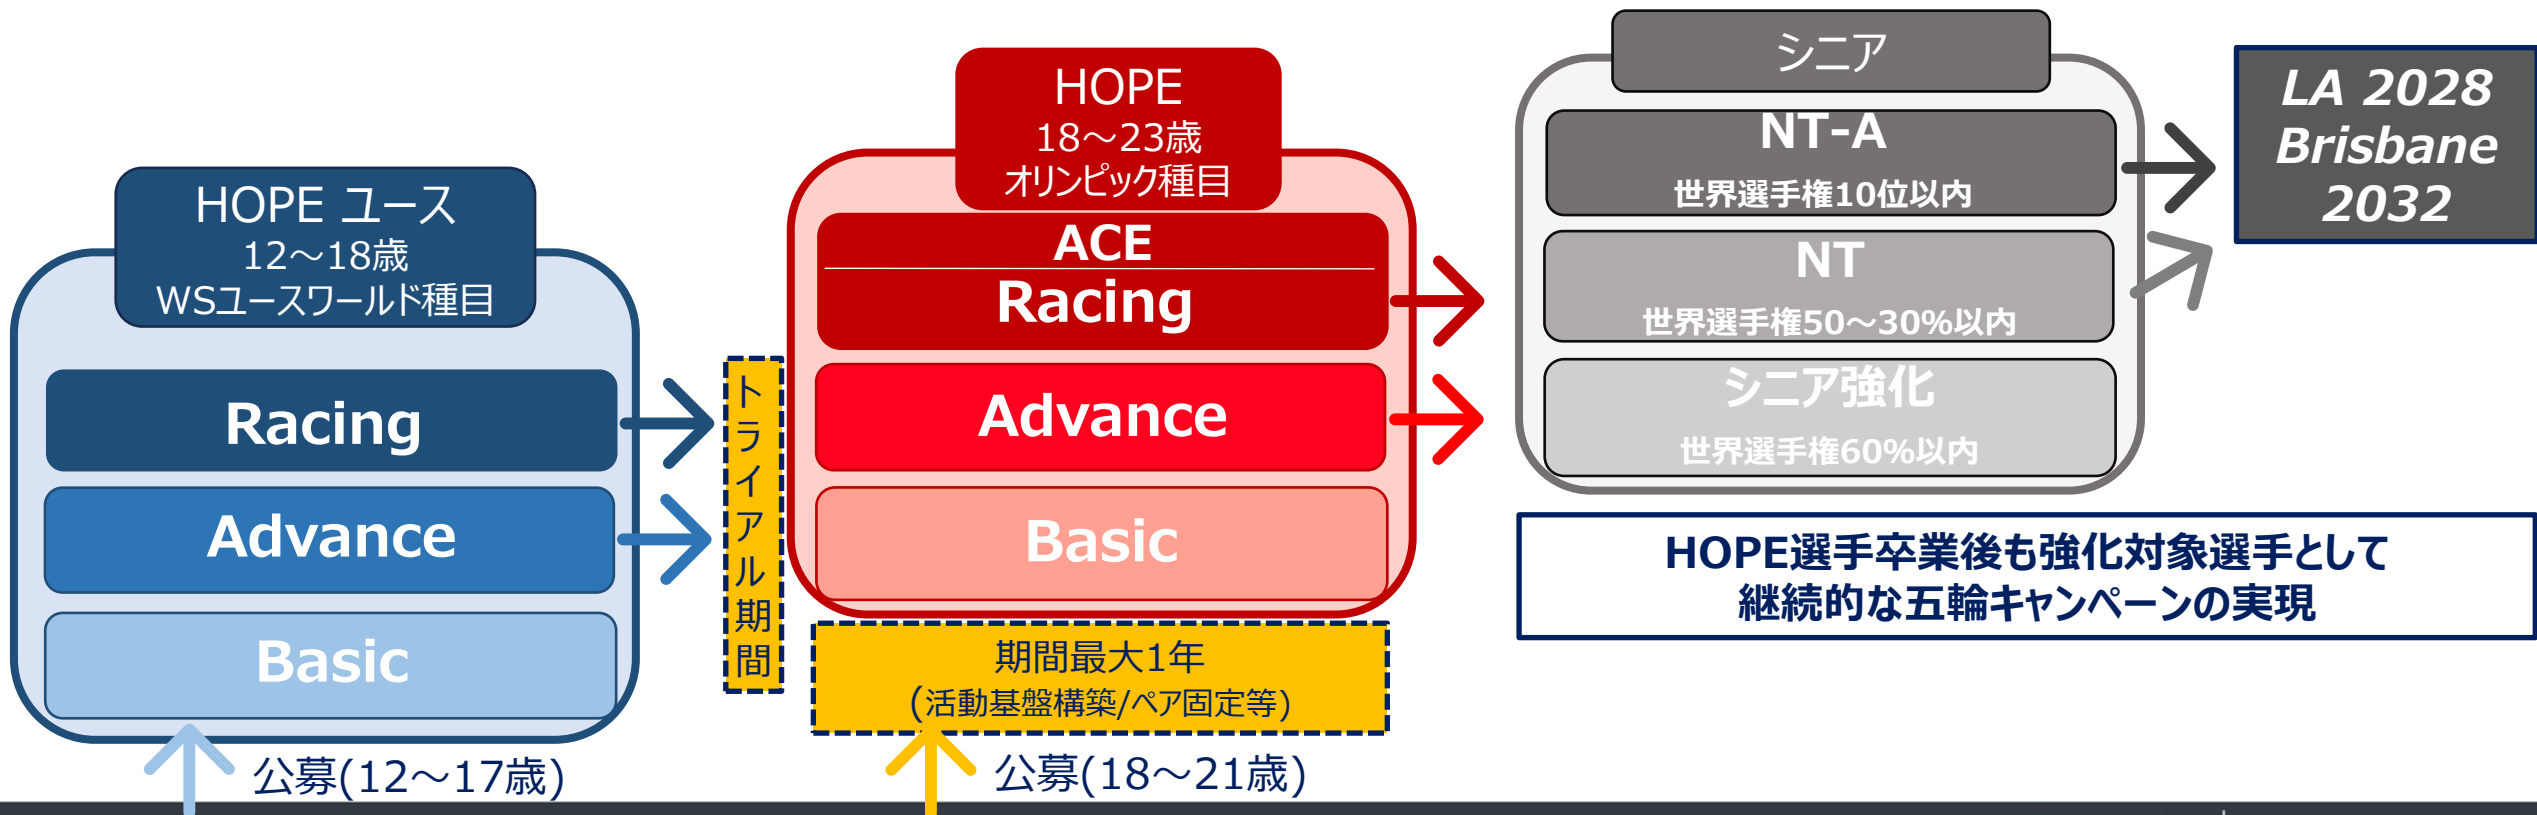 HOPE ユース
12～18歳
WSユースワールド種目
Racing
Advance
Basic
公募(12～17歳)
トライアル期間
HOPE
18～23歳
オリンピック種目
ACE
Racing
Advance
Basic
期間最大1年
(活動基盤構築/ペア固定等)
公募(18～21歳)
シニア
NT-A
世界選手権10位以内
NT
世界選手権50～30%以内
シニア強化
世界選手権60%以内
LA 2028
Brisbane
2032
HOPE選手卒業後も強化対象選手として
継続的な五輪キャンペーンの実現